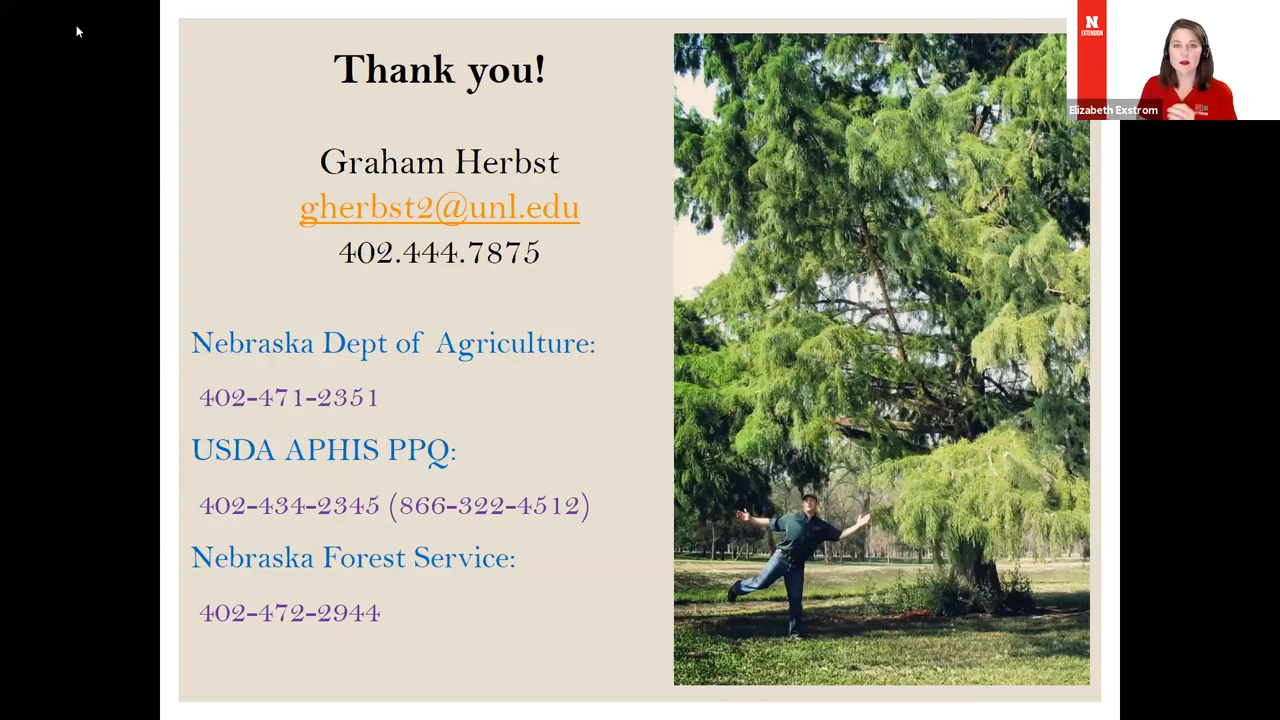 Thank you!
Graham Herbst
gherbst2@unl.edu
402.444.7875
Nebraska Dept of Agriculture:
402-471-2351
USDA APHIS PPQ:
402-434-2345 (866-322-4512)
Nebraska Forest Service:
402-472-2944
N
EXTENSION
Elizabeth Exstrom